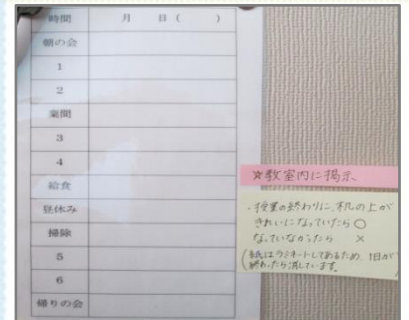 時間 月 日( )
朝の会
1
2
業間
3
4
給食
昼休み
掃除
5
6
帰りの会
☆教室内に掲示
・授業の終わりに、机の上が
きれいになっていたら ○
なっていなかったら ×
(紙はラミネートしてあるため、1日が
終わったら消しています。)